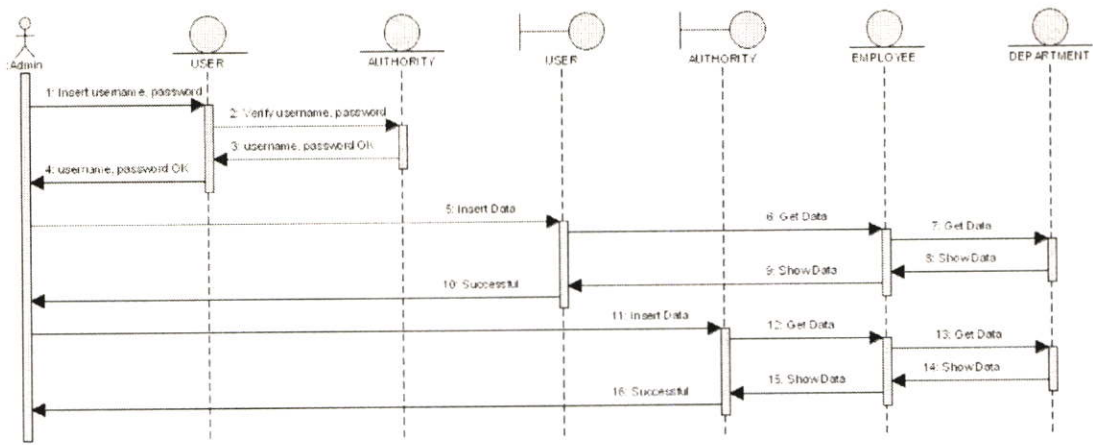 :Admin
USER
AUTHORITY
USER
AUTHORITY
EMPLOYEE
DEPARTMENT
1: Insert username, password
2: Verify username, password
3: username, password OK
4: username, password OK
5: Insert Data
6: Get Data
7: Get Data
8: Show Data
9: Show Data
10: Successful
11: Insert Data
12: Get Data
13: Get Data
14: Show Data
15: Show Data
16: Successful